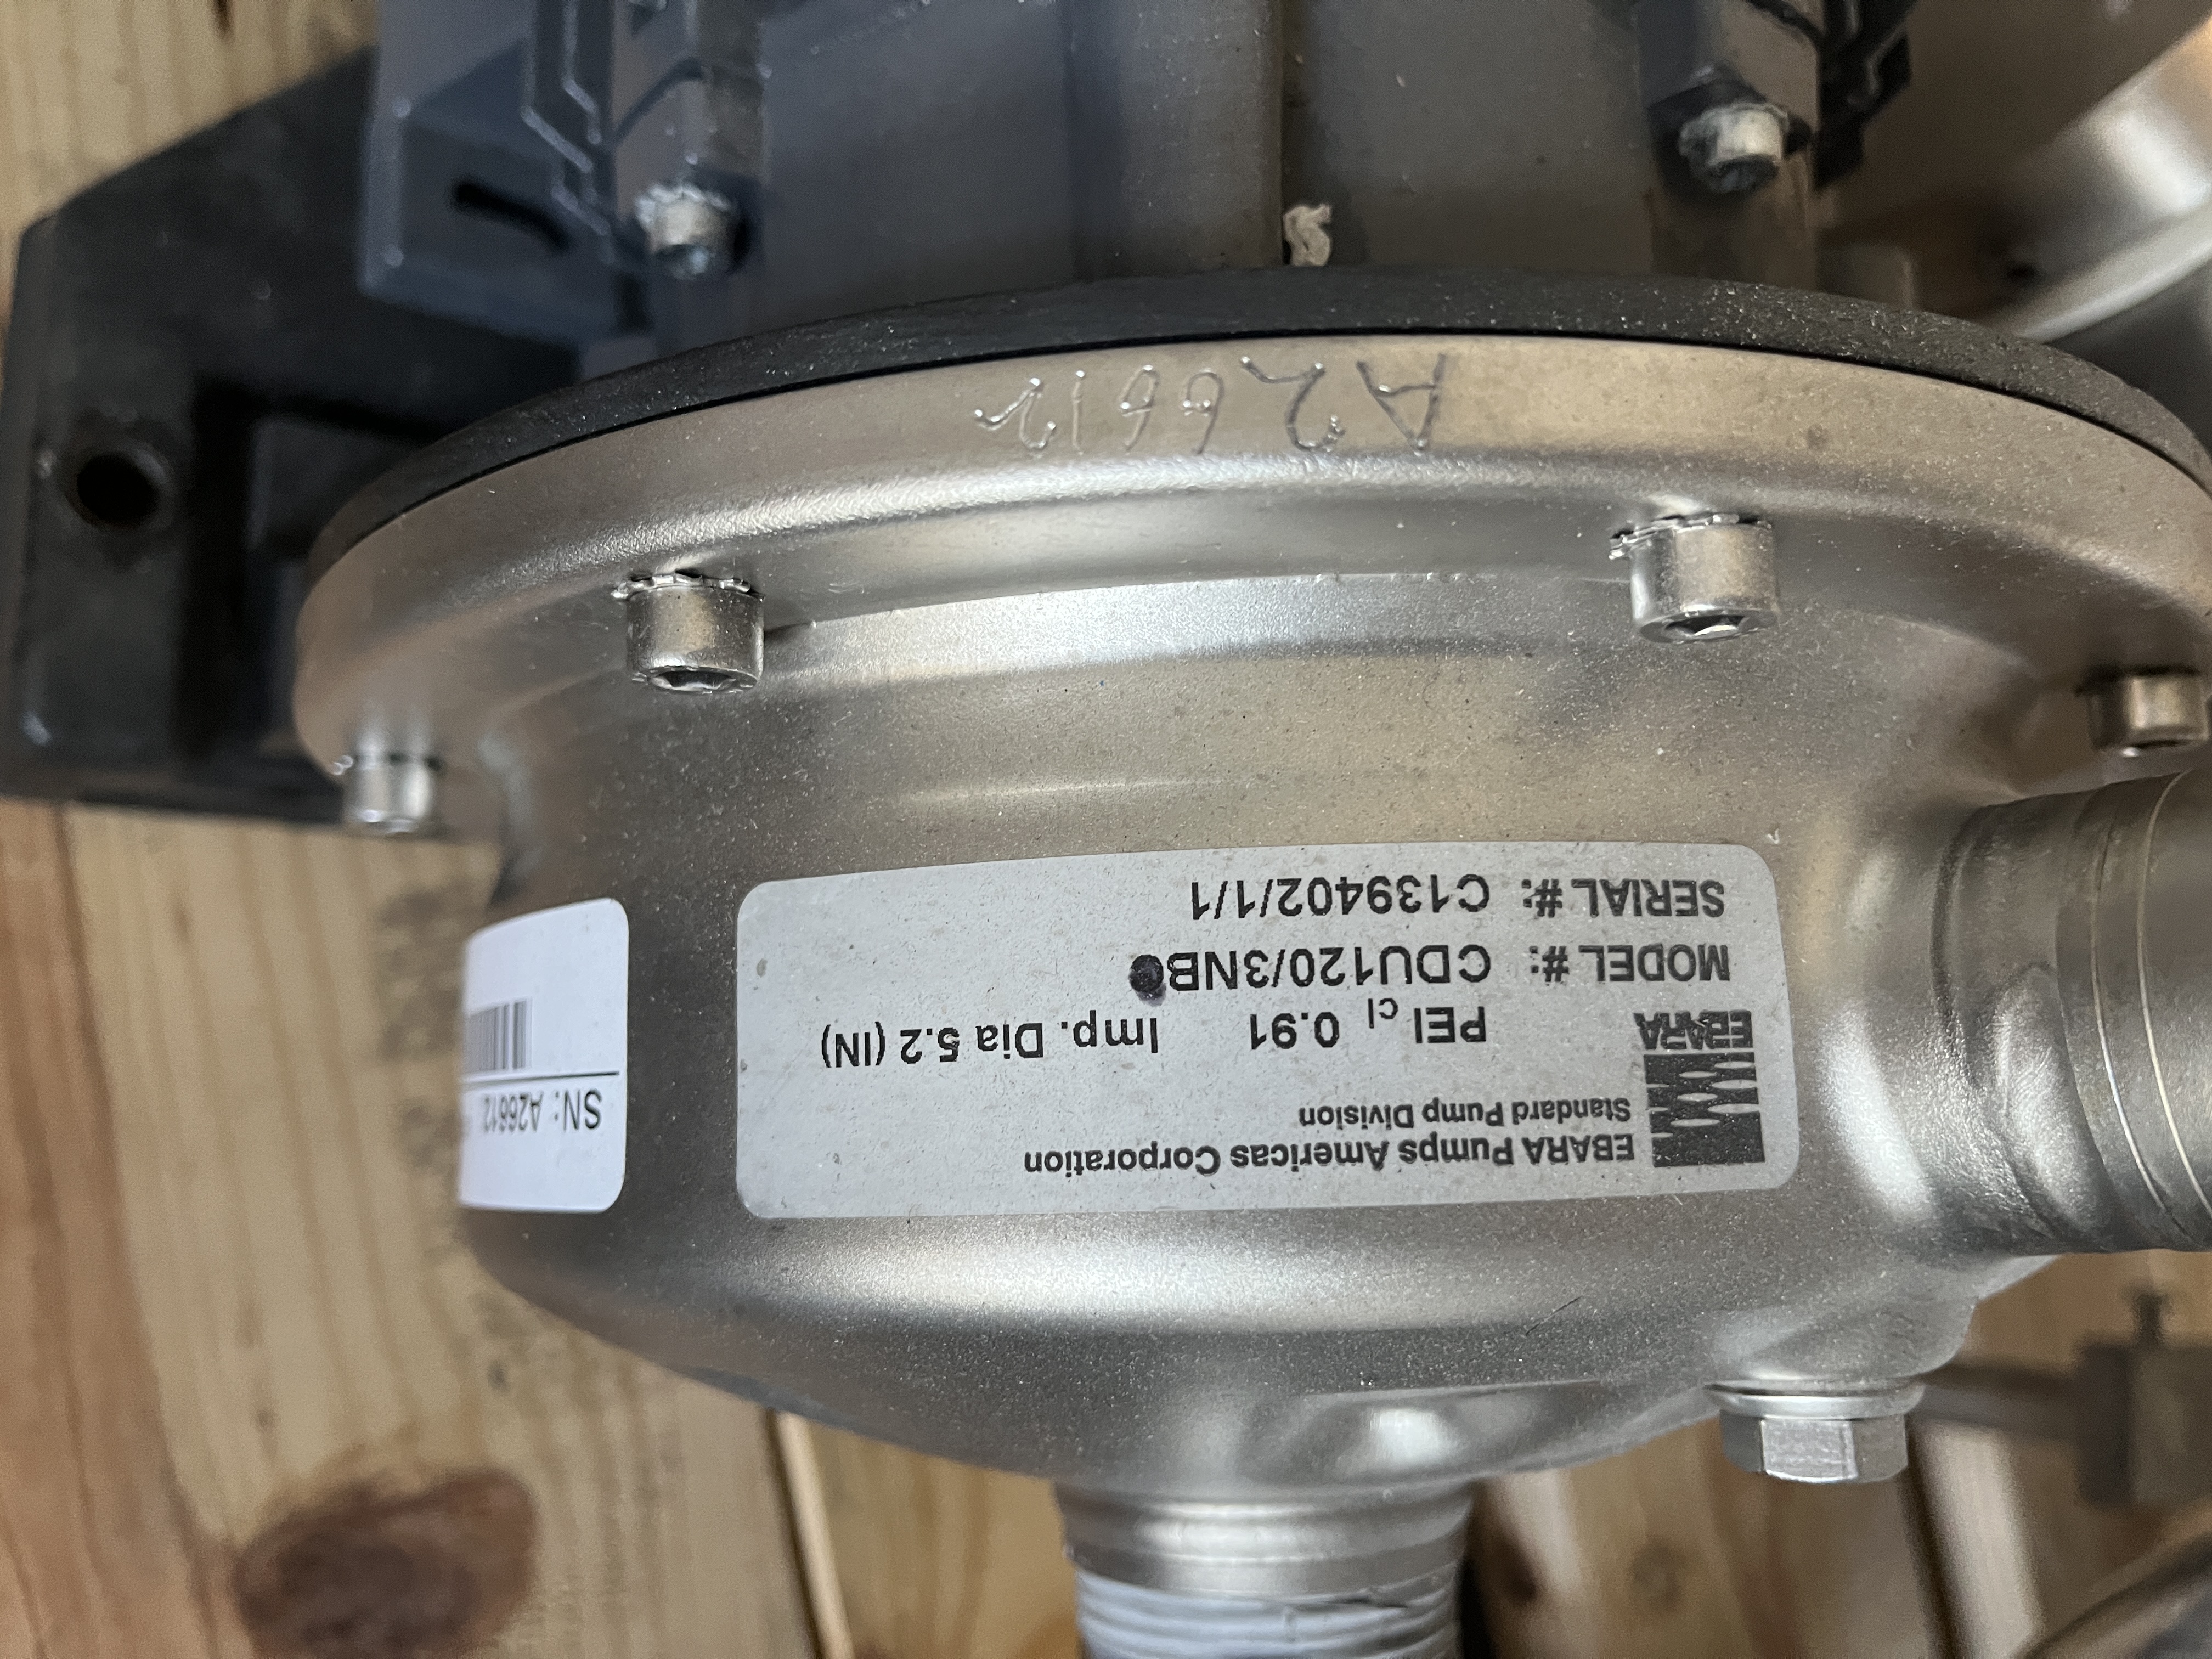 EBARA Pumps Americas Corporation
Standard Pump Division
EBARA
PEI cl 0.91 Imp. Dia 5.2 (IN)
MODEL #: CDU120/3NB
SERIAL #: C139402/1/1
SN: A26612
A26612